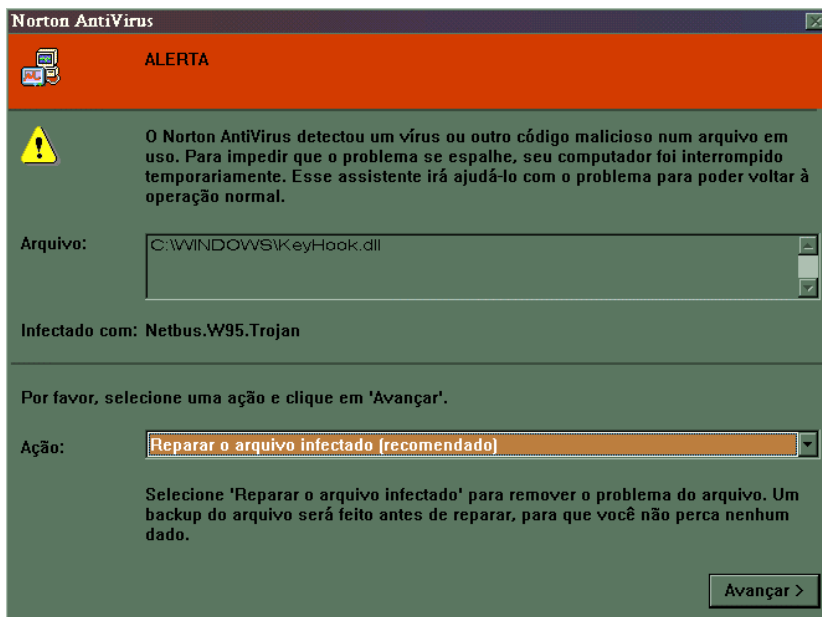 Norton AntiVirus
ALERTA
O Norton AntiVirus detectou um vírus ou outro código malicioso num arquivo em
uso. Para impedir que o problema se espalhe, seu computador foi interrompido
temporariamente. Esse assistente irá ajudá-lo com o problema para poder voltar à
operação normal.
Arquivo: C:\WINDOWS\KeyHook.dll
Infectado com: Netbus.W95.Trojan
Por favor, selecione uma ação e clique em 'Avançar'.
Ação: Reparar o arquivo infectado (recomendado)
Selecione 'Reparar o arquivo infectado' para remover o problema do arquivo. Um
backup do arquivo será feito antes de reparar, para que você não perca nenhum
dado.
Avançar >